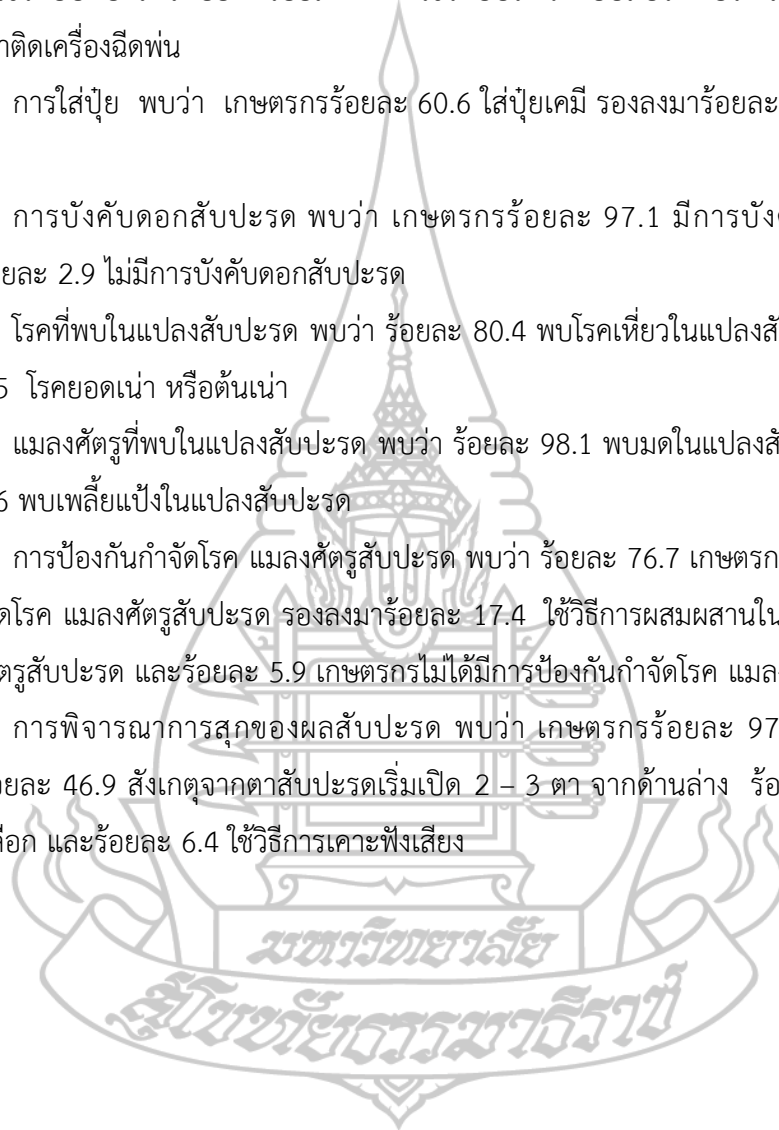 าติดเครื่องฉีดพ่น
การใส่ปุ๋ย พบว่า เกษตรกรร้อยละ 60.6 ใส่ปุ๋ยเคมี รองลงมาร้อยละ
การบังคับดอกสับปะรด พบว่า เกษตรกรร้อยละ 97.1 มีการบัง
ยละ 2.9 ไม่มีการบังคับดอกสับปะรด
โรคที่พบในแปลงสับปะรด พบว่า ร้อยละ 80.4 พบโรคเหี่ยวในแปลงสั
5 โรคยอดเน่า หรือต้นเน่า
แมลงศัตรูที่พบในแปลงสับปะรด พบว่า ร้อยละ 98.1 พบมดในแปลงสั
6 พบเพลี้ยแป้งในแปลงสับปะรด
การป้องกันกำจัดโรค แมลงศัตรูสับปะรด พบว่า ร้อยละ 76.7 เกษตรก
ดโรค แมลงศัตรูสับปะรด รองลงมาร้อยละ 17.4 ใช้วิธีการผสมผสานใน
ตรูสับปะรด และร้อยละ 5.9 เกษตรกรไม่ได้มีการป้องกันกำจัดโรค แมล
การพิจารณาการสุกของผลสับปะรด พบว่า เกษตรกรร้อยละ 97
อยละ 46.9 สังเกตุจากตาสับปะรดเริ่มเปิด 2 – 3 ตา จากด้านล่าง ร้อ
ลือก และร้อยละ 6.4 ใช้วิธีการเคาะฟังเสียง
มหาวิทยาลัย
สุโขทัยธรรมาธิราช